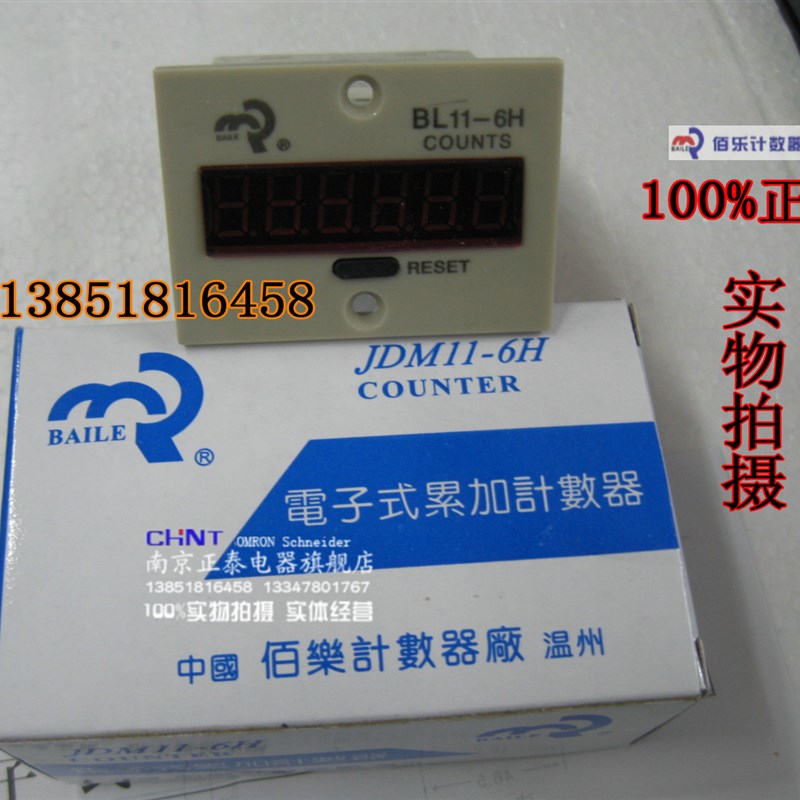 BL11-6H
COUNTS
®
BAILE
佰乐计数器
100%正
RESET
13851816458
实物拍摄
JDM11-6H
COUNTER
BAILE
®
電子式累加計數器
CHNT OMRON Schneider
南京正泰电器旗舰店
13851816458 13347801767
100%实物拍摄 实体经营
中國 佰樂計數器廠 温州
JDM11-6H
COUNTER